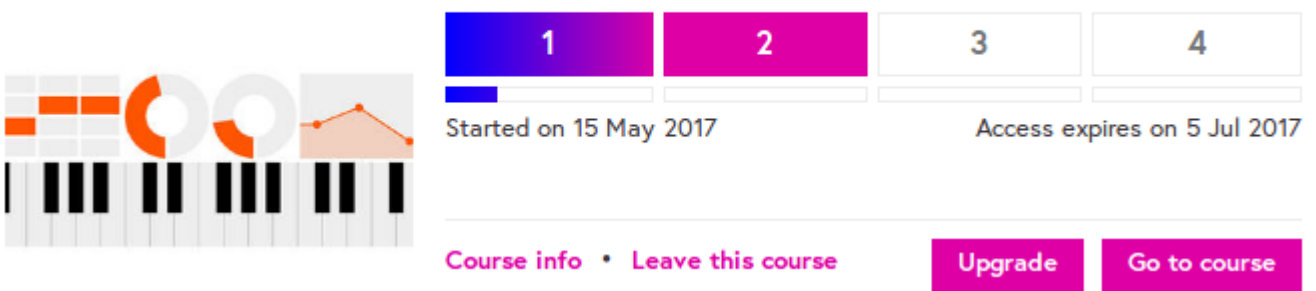 1 2 3 4
Started on 15 May 2017 Access expires on 5 Jul 2017
Course info • Leave this course Upgrade Go to course